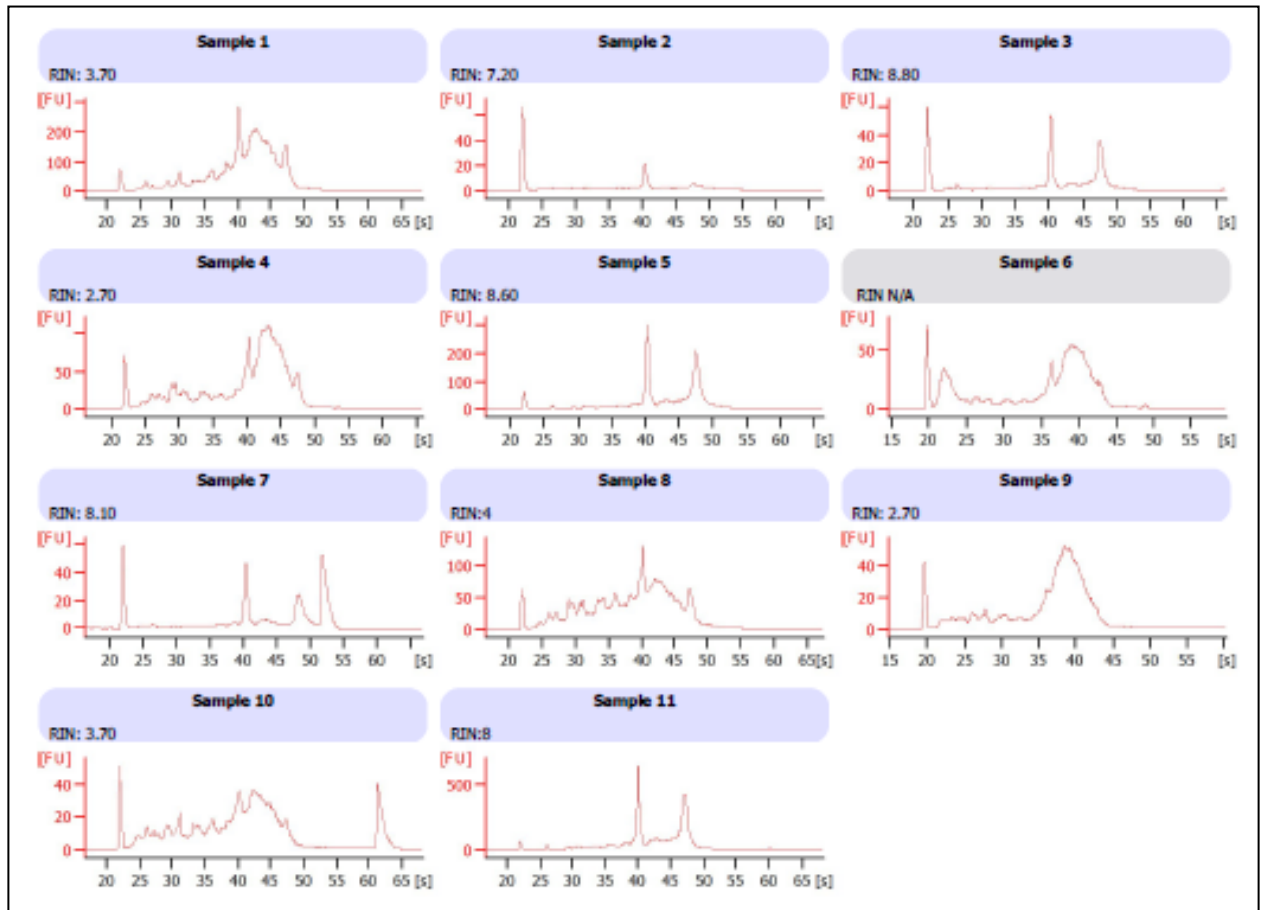 Sample 1
RIN: 3.70
[FU]
200
100
0
20 25 30 35 40 45 50 55 60 65 [s]
Sample 2
RIN: 7.20
[FU]
40
20
0
20 25 30 35 40 45 50 55 60 [s]
Sample 3
RIN: 8.80
[FU]
40
20
0
20 25 30 35 40 45 50 55 60 [s]
Sample 4
RIN: 2.70
[FU]
50
0
20 25 30 35 40 45 50 55 60 [s]
Sample 5
RIN: 8.60
[FU]
200
100
0
20 25 30 35 40 45 50 55 60 [s]
Sample 6
RIN N/A
[FU]
50
0
15 20 25 30 35 40 45 50 55 [s]
Sample 7
RIN: 8.10
[FU]
40
20
0
20 25 30 35 40 45 50 55 60 [s]
Sample 8
RIN:4
[FU]
100
50
0
20 25 30 35 40 45 50 55 60 65[s]
Sample 9
RIN: 2.70
[FU]
40
20
0
15 20 25 30 35 40 45 50 55 [s]
Sample 10
RIN: 3.70
[FU]
40
20
0
20 25 30 35 40 45 50 55 60 65 [s]
Sample 11
RIN:8
[FU]
500
0
20 25 30 35 40 45 50 55 60 65 [s]